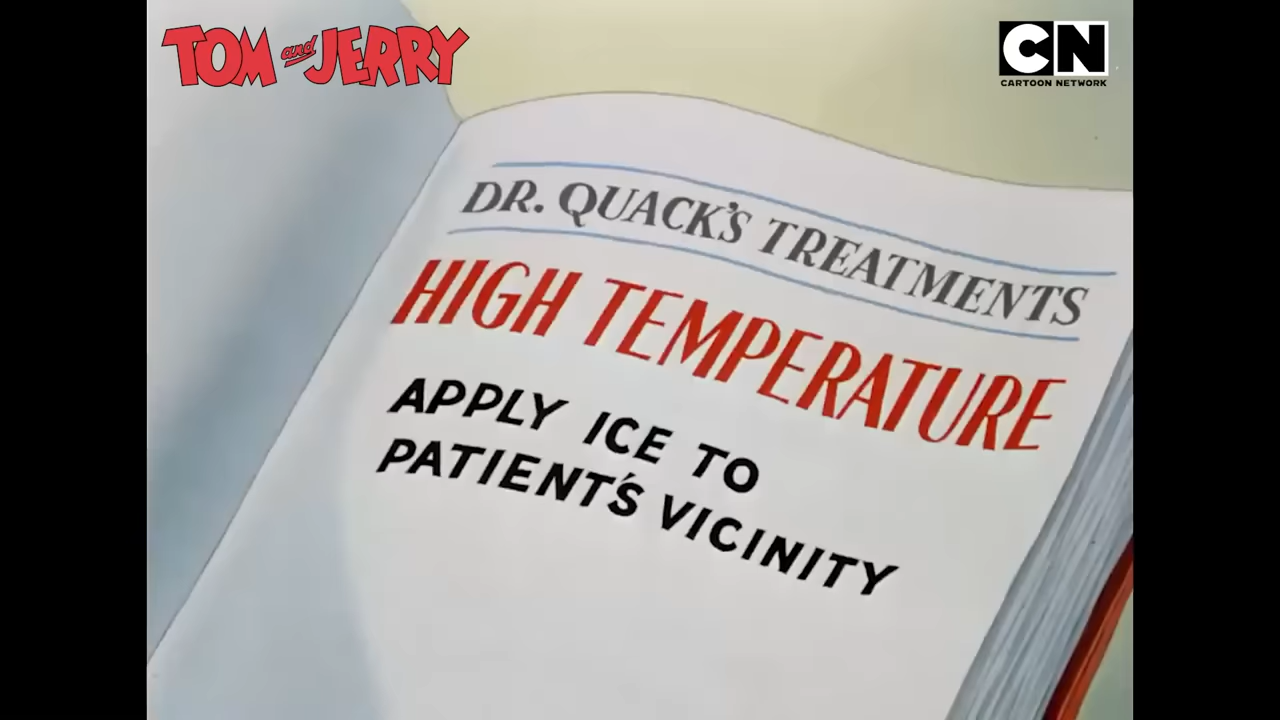 TOM and JERRY
CN
CARTOON NETWORK
DR. QUACK'S TREATMENTS
HIGH TEMPERATURE
APPLY ICE TO
PATIENT'S VICINITY